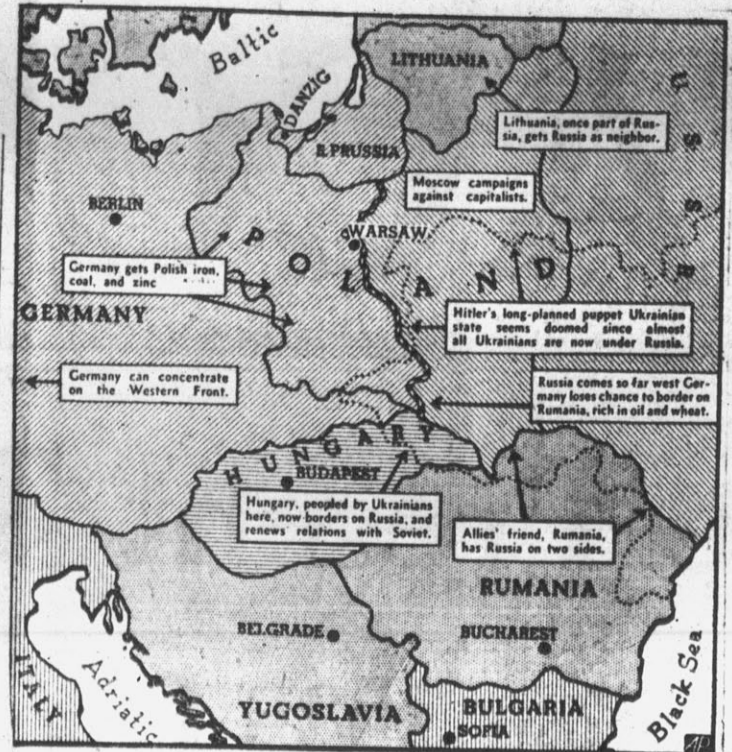 Baltic
LITHUANIA
DANZIG
Lithuania, once part of Rus-
sia, gets Russia as neighbor.
U S S R
E. PRUSSIA
Moscow campaigns
against capitalists.
BERLIN
WARSAW
POLAND
Germany gets Polish iron,
coal, and zinc
GERMANY
Hitler's long-planned puppet Ukrainian
state seems doomed since almost
all Ukrainians are now under Russia.
Germany can concentrate
on the Western Front.
Russia comes so far west Ger-
many loses chance to border on
Rumania, rich in oil and wheat.
HUNGARY
BUDAPEST
Hungary, peopled by Ukrainians
here, now borders on Russia, and
renews relations with Soviet.
Allies' friend, Rumania,
has Russia on two sides.
RUMANIA
BELGRADE
BUCHAREST
ITALY
Adriatic
Black Sea
YUGOSLAVIA
BULGARIA
SOFIA
AP